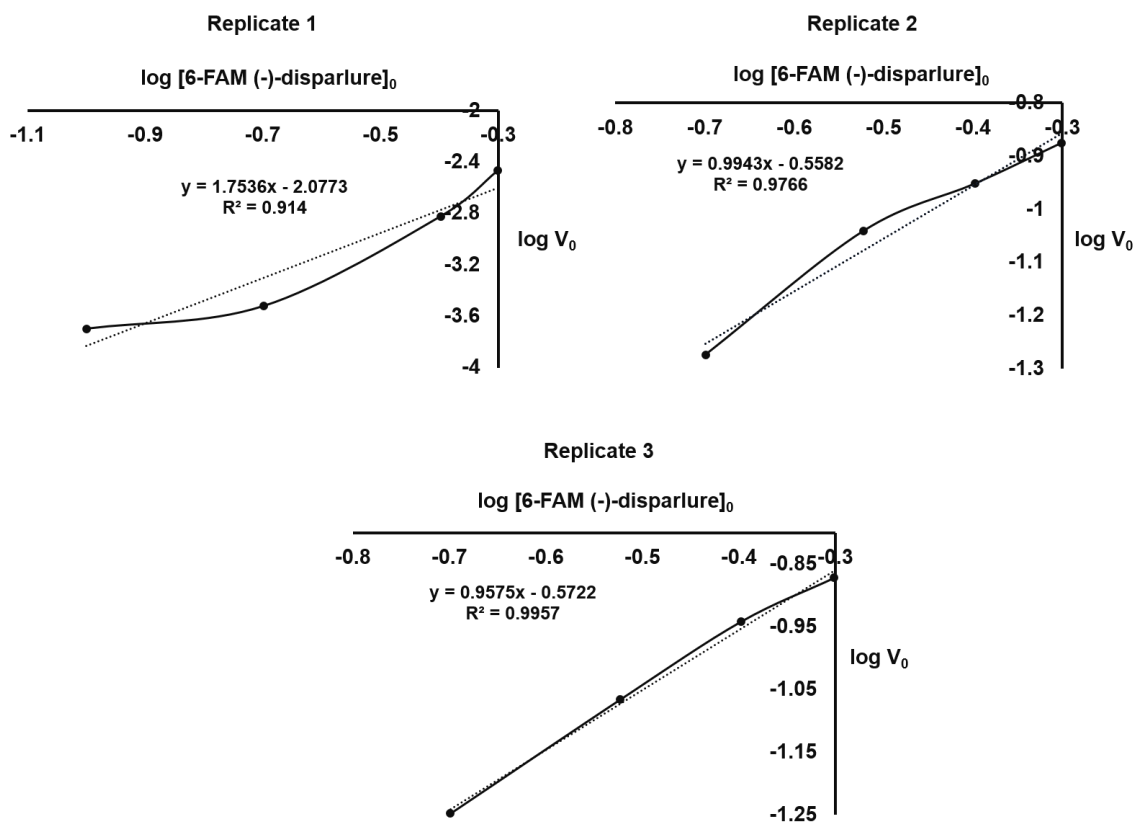 Replicate 1
log [6-FAM (-)-disparlure]₀
-2
-1.1 -0.9 -0.7 -0.5 -0.3
-2.4
y = 1.7536x - 2.0773
R² = 0.914
-2.8
log V₀
-3.2
-3.6
-4
Replicate 2
log [6-FAM (-)-disparlure]₀
-0.8
-0.8 -0.7 -0.6 -0.5 -0.4 -0.3
-0.9
y = 0.9943x - 0.5582
R² = 0.9766
-1
log V₀
-1.1
-1.2
-1.3
Replicate 3
log [6-FAM (-)-disparlure]₀
-0.8 -0.7 -0.6 -0.5 -0.4 -0.3
-0.85
y = 0.9575x - 0.5722
R² = 0.9957
-0.95
log V₀
-1.05
-1.15
-1.25